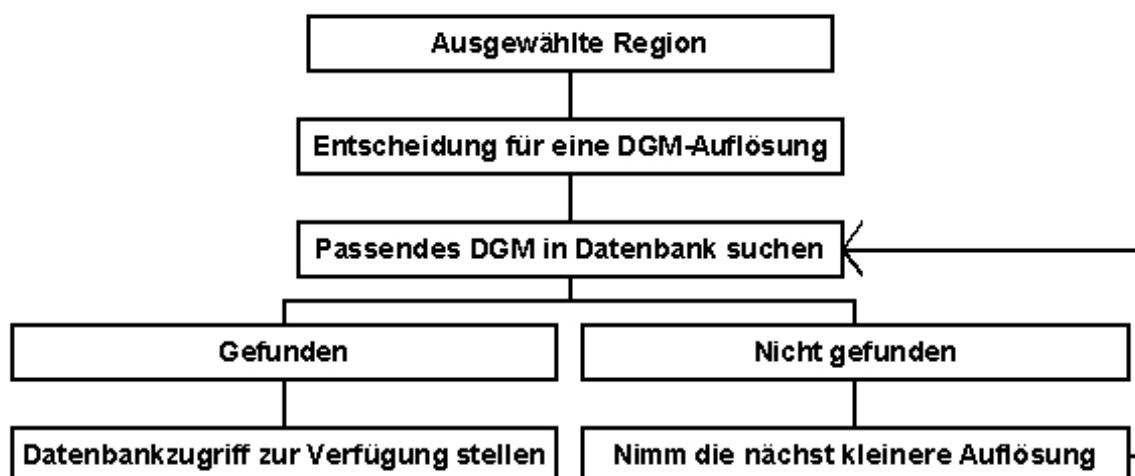 Ausgewählte Region
Entscheidung für eine DGM-Auflösung
Passendes DGM in Datenbank suchen
Gefunden
Nicht gefunden
Datenbankzugriff zur Verfügung stellen
Nimm die nächst kleinere Auflösung